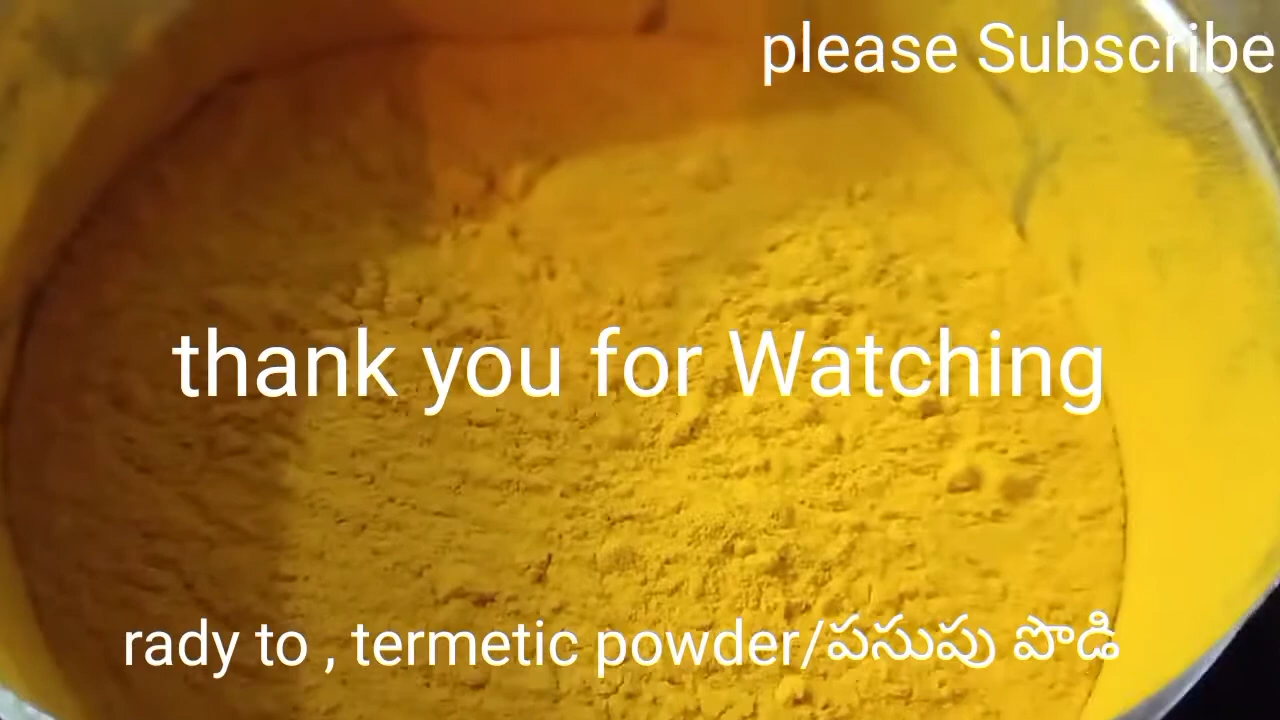 please Subscribe
thank you for Watching
rady to , termetic powder/పసుపు పొడి